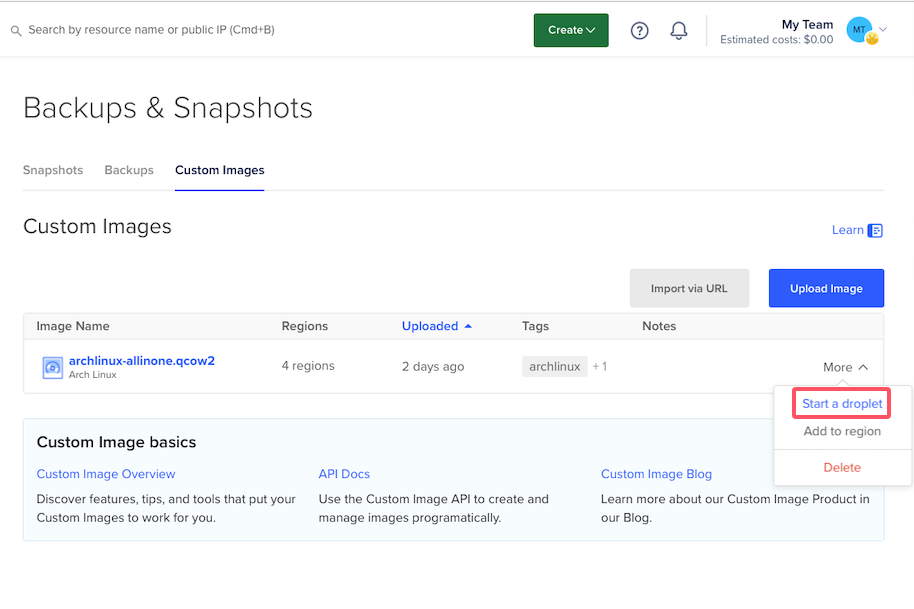 Search by resource name or public IP (Cmd+B)
Create
?
My Team
Estimated costs: $0.00
MT
Backups & Snapshots
Snapshots Backups Custom Images
Custom Images
Learn
Import via URL Upload Image
Image Name Regions Uploaded Tags Notes
archlinux-allinone.qcow2 4 regions 2 days ago archlinux + 1 More
Arch Linux
Start a droplet
Add to region
Delete
Custom Image basics
Custom Image Overview API Docs Custom Image Blog
Discover features, tips, and tools that put your Use the Custom Image API to create and Learn more about our Custom Image Product in
Custom Images to work for you. manage images programatically. our Blog.